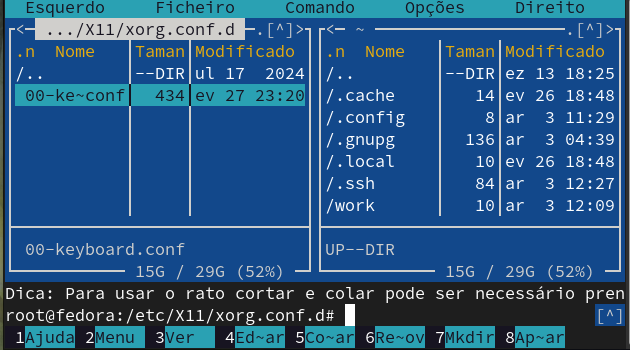 Esquerdo Ficheiro Comando Opções Direito
<─ .../X11/xorg.conf.d .[^]> <─ ~ .[^]>
.n Nome Taman Modificado .n Nome Taman Modificado
/.. --DIR ul 17 2024 /.. --DIR ez 13 18:25
00-ke~conf 434 ev 27 23:20 /.cache 14 ev 26 18:48
/.config 8 ar 3 11:29
/.gnupg 136 ar 3 04:39
/.local 10 ev 26 18:48
/.ssh 84 ar 3 12:27
/work 10 ar 3 12:09
00-keyboard.conf UP--DIR
15G / 29G (52%) 15G / 29G (52%)
Dica: Para usar o rato cortar e colar pode ser necessário pren
root@fedora:/etc/X11/xorg.conf.d# [^]
1Ajuda 2Menu 3Ver 4Ed~ar 5Co~ar 6Re~ov 7Mkdir 8Ap~ar